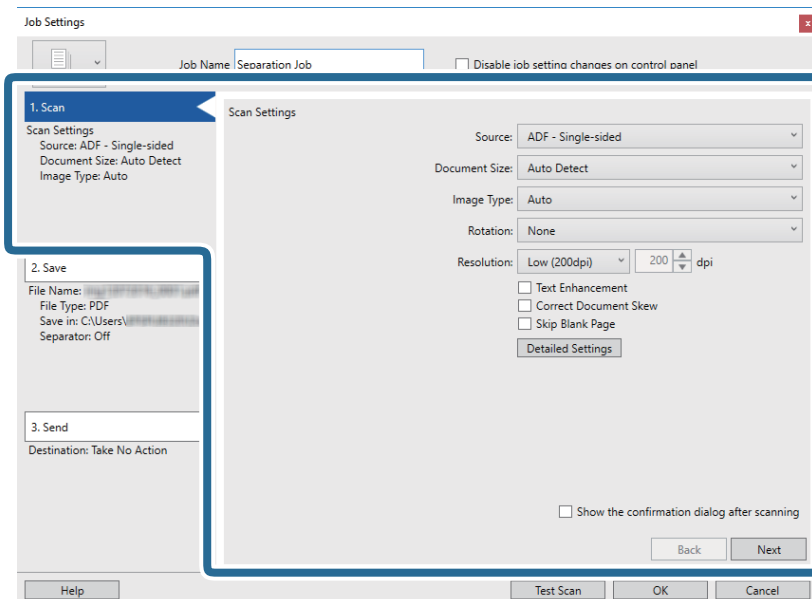 Job Settings
x
Job Name Separation Job
Disable job setting changes on control panel
1. Scan
Scan Settings
Source: ADF - Single-sided
Document Size: Auto Detect
Image Type: Auto
2. Save
File Name:
File Type: PDF
Save in: C:\Users\
Separator: Off
3. Send
Destination: Take No Action
Scan Settings
Source: ADF - Single-sided
Document Size: Auto Detect
Image Type: Auto
Rotation: None
Resolution: Low (200dpi) 200 dpi
Text Enhancement
Correct Document Skew
Skip Blank Page
Detailed Settings
Show the confirmation dialog after scanning
Back Next
Help Test Scan OK Cancel